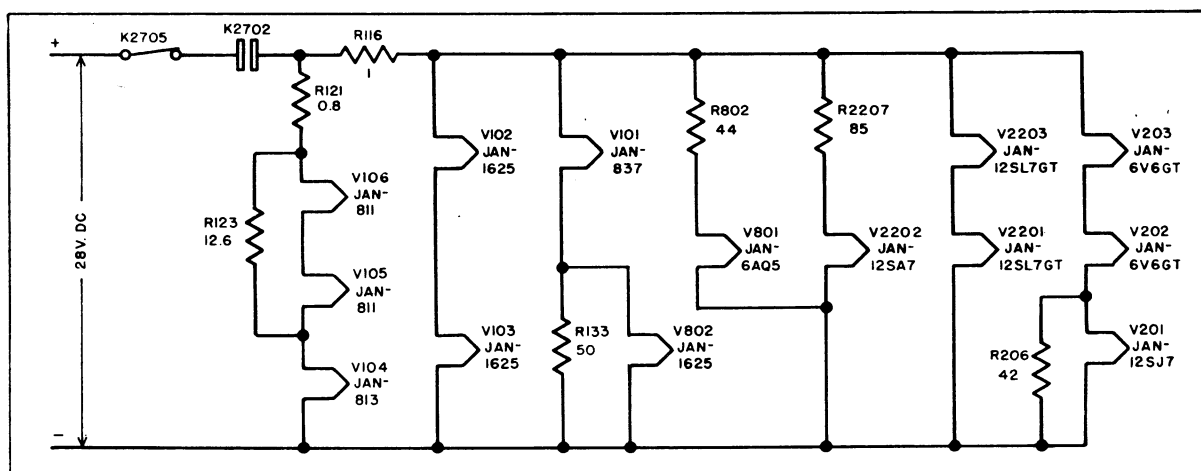 +
K2705
K2702
R116
1
R121
0.8
V106
JAN-
811
R123
12.6
V105
JAN-
811
V104
JAN-
813
28V. DC
V102
JAN-
1625
V103
JAN-
1625
V101
JAN-
837
R133
50
V802
JAN-
1625
R802
44
V801
JAN-
6AQ5
R2207
85
V2202
JAN-
12SA7
V2203
JAN-
12SL7GT
V2201
JAN-
12SL7GT
V203
JAN-
6V6GT
V202
JAN-
6V6GT
R206
42
V201
JAN-
12SJ7
−